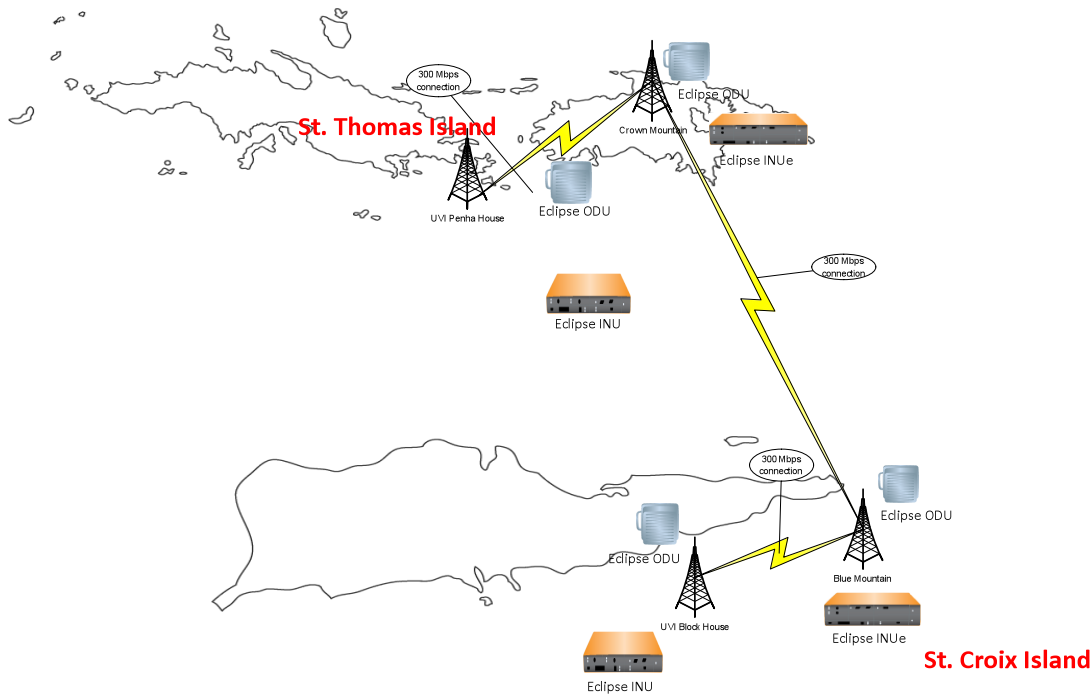 300 Mbps
connection
Eclipse ODU
St. Thomas Island
Crown Mountain
Eclipse INUe
UVI Penha House
Eclipse ODU
300 Mbps
connection
Eclipse INU
300 Mbps
connection
Eclipse ODU
Eclipse ODU
Blue Mountain
UVI Block House
Eclipse INUe
St. Croix Island
Eclipse INU